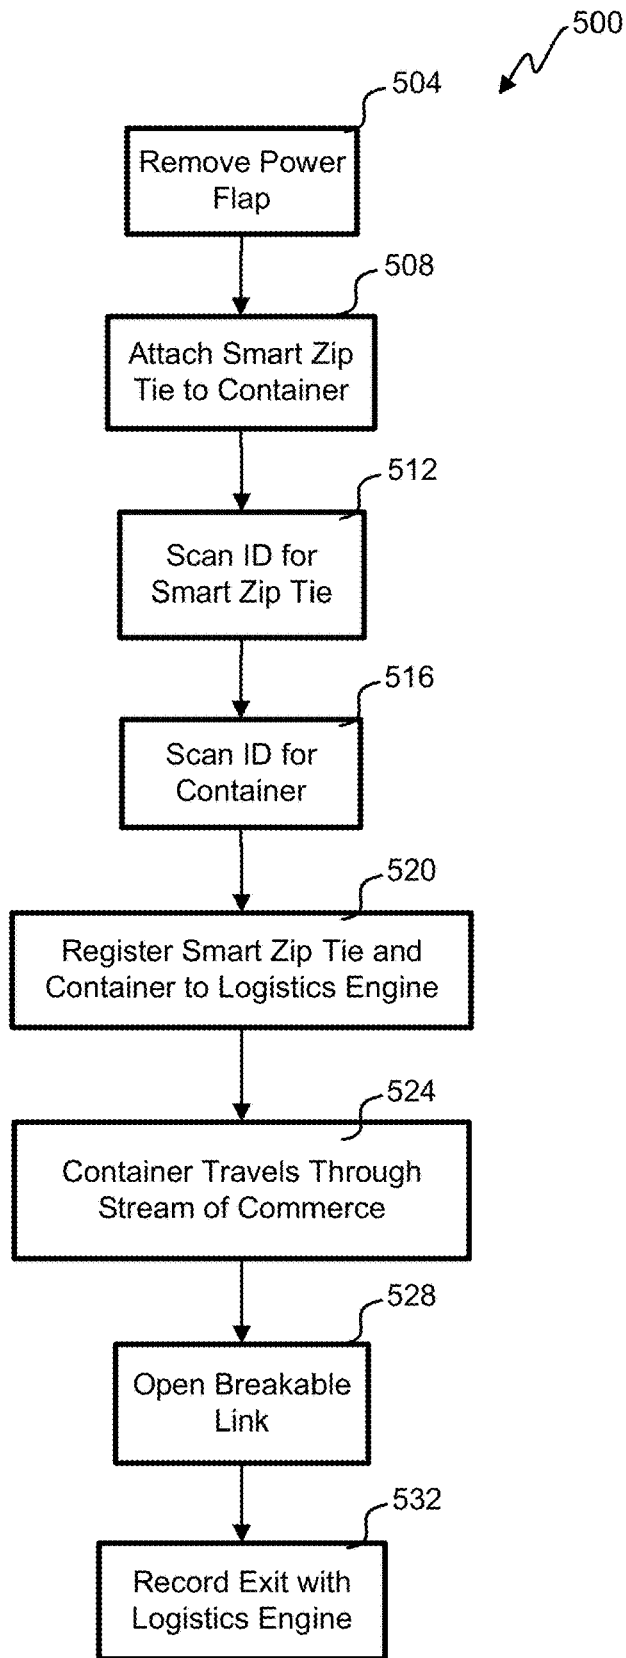 500
504
Remove Power
Flap
508
Attach Smart Zip
Tie to Container
512
Scan ID for
Smart Zip Tie
516
Scan ID for
Container
520
Register Smart Zip Tie and
Container to Logistics Engine
524
Container Travels Through
Stream of Commerce
528
Open Breakable
Link
532
Record Exit with
Logistics Engine